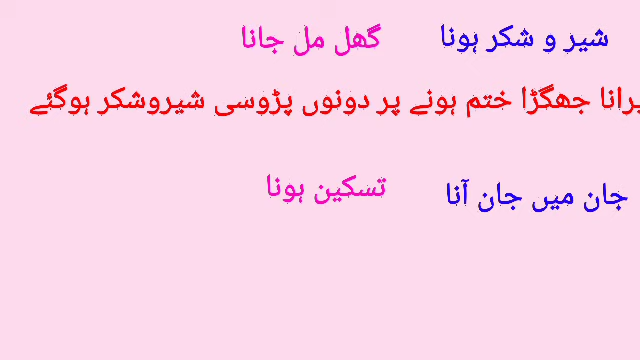 شیر و شکر ہونا گھل مل جانا
پرانا جھگڑا ختم ہونے پر دونوں پڑوسی شیروشکر ہوگئے
جان میں جان آنا تسکین ہونا